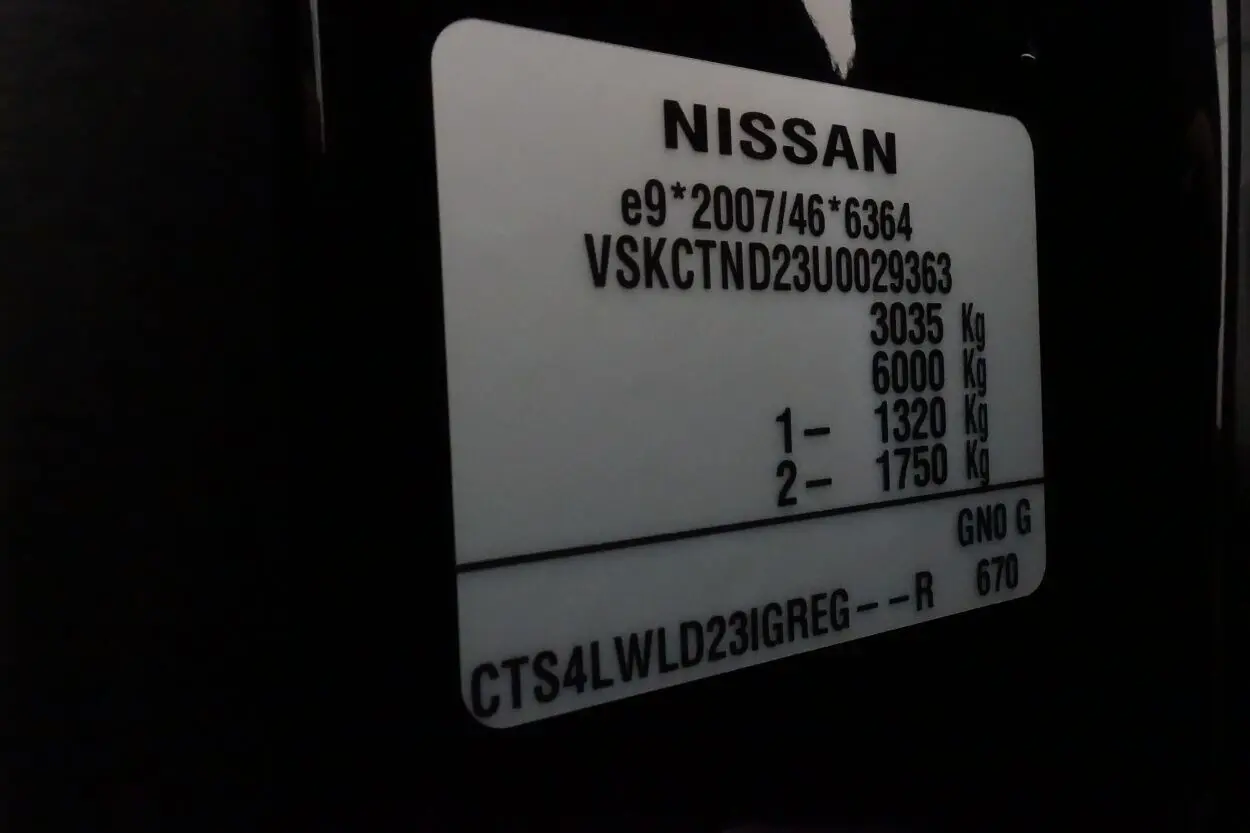 NISSAN
e9*2007/46*6364
VSKCTND23U0029363
3035 Kg
6000 Kg
1- 1320 Kg
2- 1750 Kg
GN0 G
CTS4LWLD23IGREG--R 670